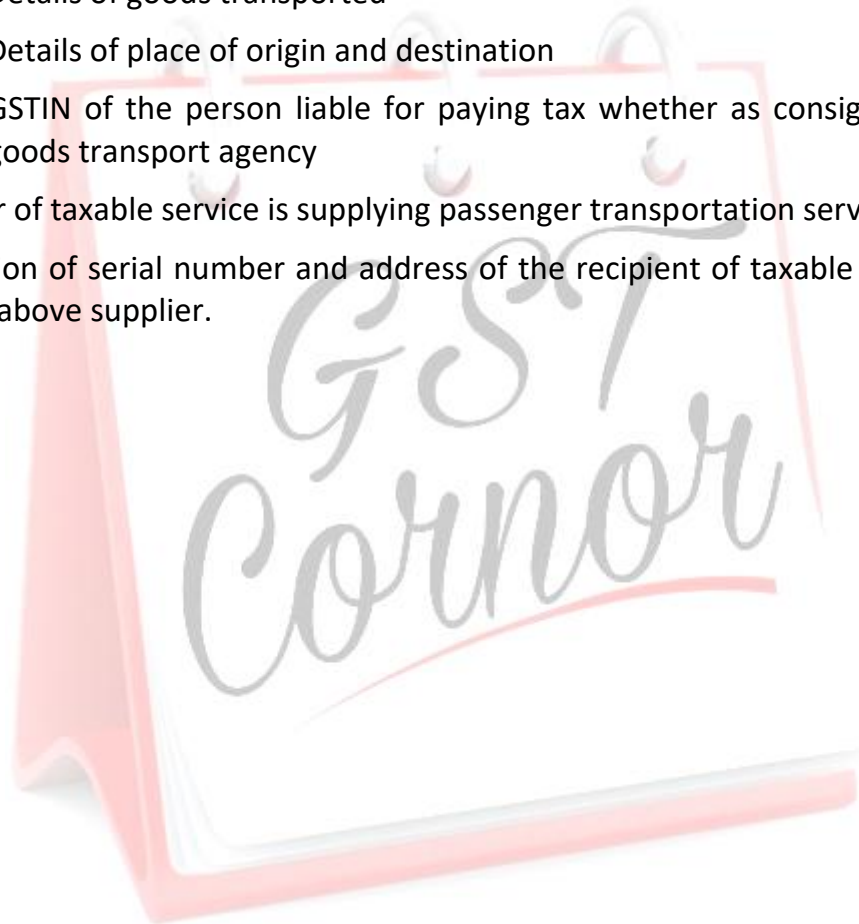 Details of goods transported
Details of place of origin and destination
GSTIN of the person liable for paying tax whether as consig
goods transport agency
r of taxable service is supplying passenger transportation serv
on of serial number and address of the recipient of taxable
above supplier.
GST
Cornor